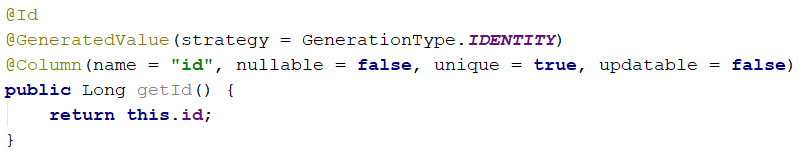 @Id
@GeneratedValue(strategy = GenerationType.IDENTITY)
@Column(name = "id", nullable = false, unique = true, updatable = false)
public Long getId() {
    return this.id;
}